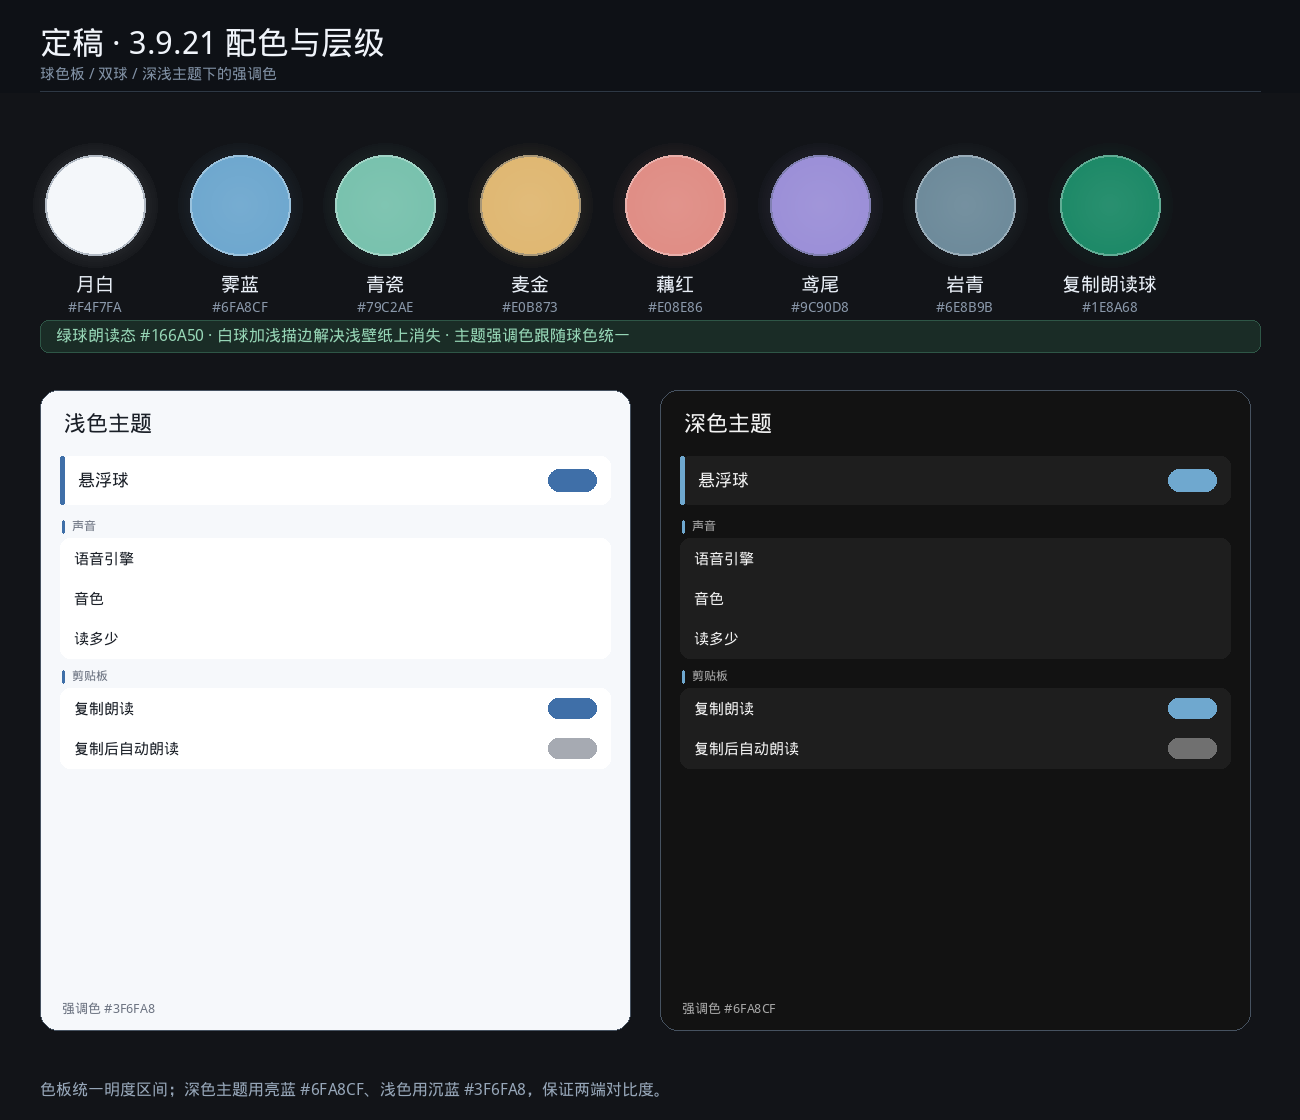 定稿 · 3.9.21 配色与层级
球色板 / 双球 / 深浅主题下的强调色
月白 霁蓝 青瓷 麦金 藕红 鸢尾 岩青 复制朗读球
#F4F7FA #6FA8CF #79C2AE #E0B873 #E08E86 #9C90D8 #6E8B9B #1E8A68
绿球朗读态 #166A50 · 白球加浅描边解决浅壁纸上消失 · 主题强调色跟随球色统一
浅色主题
悬浮球
声音
语音引擎
音色
读多少
剪贴板
复制朗读
复制后自动朗读
强调色 #3F6FA8
深色主题
悬浮球
声音
语音引擎
音色
读多少
剪贴板
复制朗读
复制后自动朗读
强调色 #6FA8CF
色板统一明度区间；深色主题用亮蓝 #6FA8CF、浅色用沉蓝 #3F6FA8，保证两端对比度。